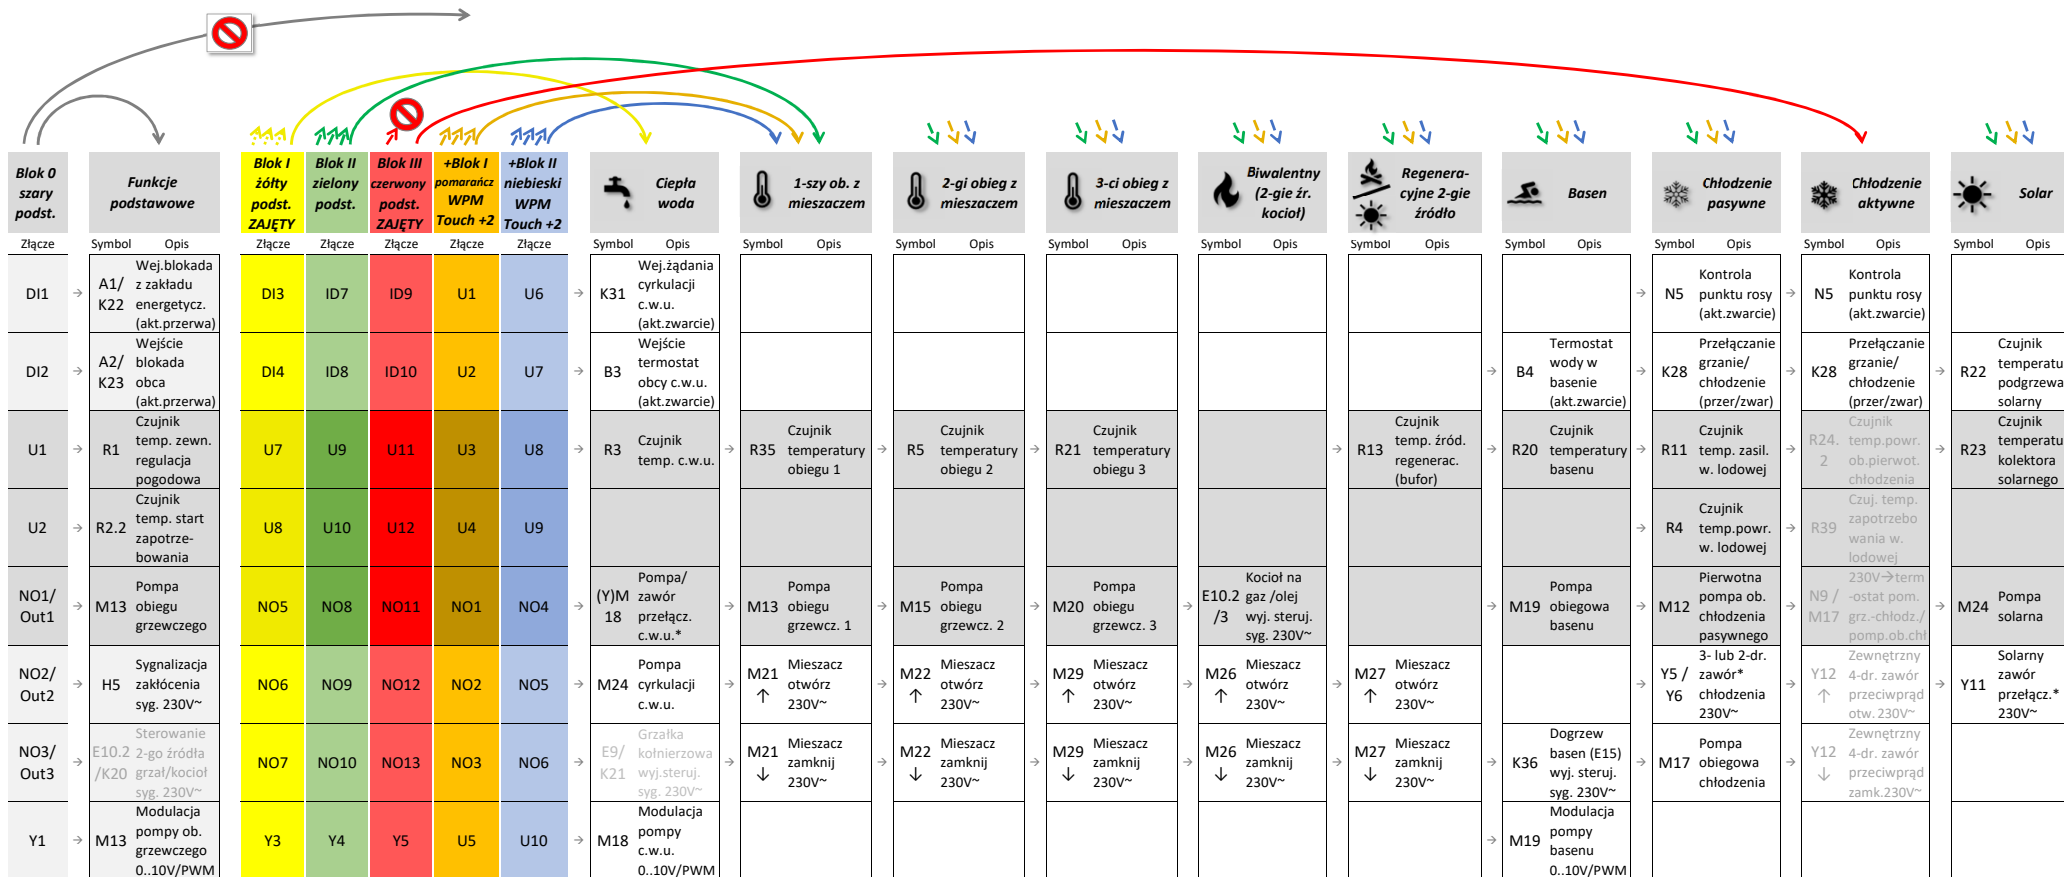 Blok 0
szary
podst.
Funkcje
podstawowe
Blok I
żółty
podst.
ZAJĘTY
Blok II
zielony
podst.
Blok III
czerwony
podst.
ZAJĘTY
+Blok I
pomarańcz
WPM
Touch +2
+Blok II
niebieski
WPM
Touch +2
Ciepła
woda
1-szy ob. z
mieszaczem
2-gi obieg z
mieszaczem
3-ci obieg z
mieszaczem
Biwalentny
(2-gie źr.
kocioł)
Regenera-
cyjne 2-gie
źródło
Basen
Chłodzenie
pasywne
Chłodzenie
aktywne
Solar
Złącze Symbol Opis Złącze Złącze Złącze Złącze Złącze Symbol Opis Symbol Opis Symbol Opis Symbol Opis Symbol Opis Symbol Opis Symbol Opis Symbol Opis Symbol Opis Symbol Opis
DI1 →
A1/
K22
Wej.blokada
z zakładu
energetycz.
(akt.przerwa)
DI3 ID7 ID9 U1 U6 →
K31
Wej.żądania
cyrkulacji
c.w.u.
(akt.zwarcie)
→ N5
Kontrola
punktu rosy
(akt.zwarcie)
→ N5
Kontrola
punktu rosy
(akt.zwarcie)
DI2 →
A2/
K23
Wejście
blokada
obca
(akt.przerwa)
DI4 ID8 ID10 U2 U7 →
B3
Wejście
termostat
obcy c.w.u.
(akt.zwarcie)
→ B4
Termostat
wody w
basenie
(akt.zwarcie)
→ K28
Przełączanie
grzanie/
chłodzenie
(przer/zwar)
→ K28
Przełączanie
grzanie/
chłodzenie
(przer/zwar)
→ R22
Czujnik
temperatu
podgrzewa
solarny
U1 → R1
Czujnik
temp. zewn.
regulacja
pogodowa
U7 U9 U11 U3 U8 →
R3
Czujnik
temp. c.w.u.
→ R35
Czujnik
temperatury
obiegu 1
→ R5
Czujnik
temperatury
obiegu 2
→ R21
Czujnik
temperatury
obiegu 3
→ R13
Czujnik
temp. źród.
regenerac.
(bufor)
→ R20
Czujnik
temperatury
basenu
→ R11
Czujnik
temp. zasil.
w. lodowej
→ R24.
2
Czujnik
temp.powr.
ob.pierwot.
chłodzenia
→ R23
Czujnik
temperatu
kolektora
solarnego
U2 → R2.2
Czujnik
temp. start
zapotrze-
bowania
U8 U10 U12 U4 U9
→ R4
Czujnik
temp.powr.
w. lodowej
→ R39
Czuj. temp.
zapotrzebo
wania w.
lodowej
NO1/
Out1
→ M13
Pompa
obiegu
grzewczego
NO5 NO8 NO11 NO1 NO4 →
(Y)M
18
Pompa/
zawór
przełącz.
c.w.u.*
→ M13
Pompa
obiegu
grzewcz. 1
→ M15
Pompa
obiegu
grzewcz. 2
→ M20
Pompa
obiegu
grzewcz. 3
→ E10.2
/3
Kocioł na
gaz /olej
wyj. steruj.
syg. 230V~
→ M19
Pompa
obiegowa
basenu
→ M12
Pierwotna
pompa ob.
chłodzenia
pasywnego
→ N9 /
M17
230V→term
-ostat pom.
grz.-chłodz./
pomp.ob.chł
→ M24
Pompa
solarna
NO2/
Out2
→ H5
Sygnalizacja
zakłócenia
syg. 230V~
NO6 NO9 NO12 NO2 NO5 →
M24
Pompa
cyrkulacji
c.w.u.
→ M21
↑
Mieszacz
otwórz
230V~
→ M22
↑
Mieszacz
otwórz
230V~
→ M29
↑
Mieszacz
otwórz
230V~
→ M26
↑
Mieszacz
otwórz
230V~
→ M27
↑
Mieszacz
otwórz
230V~
→ Y5 /
Y6
3- lub 2-dr.
zawór*
chłodzenia
230V~
→ Y12
↑
Zewnętrzny
4-dr. zawór
przeciwprąd
otw. 230V~
→ Y11
Solarny
zawór
przełącz.*
230V~
NO3/
Out3
→ E10.2
/K20
Sterowanie
2-go źródła
grzał/kocioł
syg. 230V~
NO7 NO10 NO13 NO3 NO6 →
E9/
K21
Grzałka
kołnierzowa
wyj.steruj.
syg. 230V~
→ M21
↓
Mieszacz
zamknij
230V~
→ M22
↓
Mieszacz
zamknij
230V~
→ M29
↓
Mieszacz
zamknij
230V~
→ M26
↓
Mieszacz
zamknij
230V~
→ M27
↓
Mieszacz
zamknij
230V~
→ K36
Dogrzew
basen (E15)
wyj. steruj.
syg. 230V~
→ M17
Pompa
obiegowa
chłodzenia
→ Y12
↓
Zewnętrzny
4-dr. zawór
przeciwprąd
zamk.230V~
Y1 → M13
Modulacja
pompy ob.
grzewczego
0..10V/PWM
Y3 Y4 Y5 U5 U10 →
M18
Modulacja
pompy
c.w.u.
0..10V/PWM
→ M19
Modulacja
pompy
basenu
0..10V/PWM